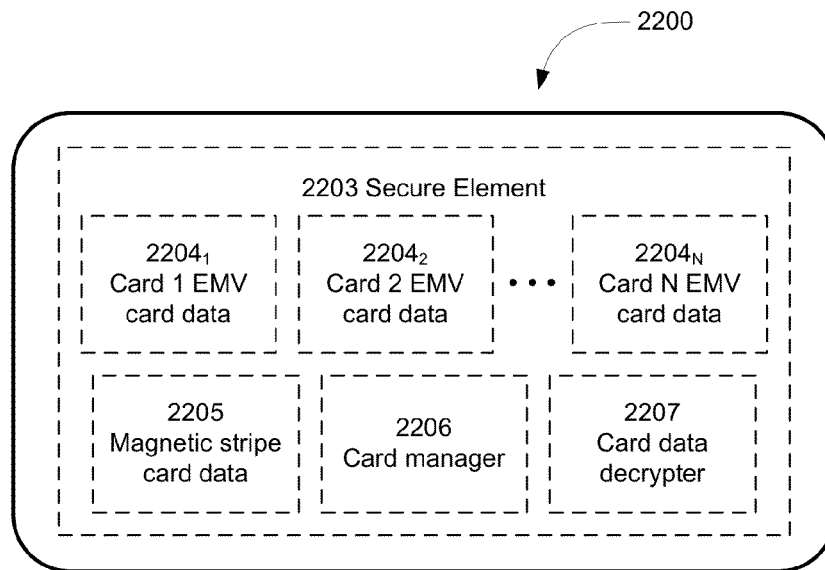 2200
2203 Secure Element
2204₁
Card 1 EMV
card data
2204₂
Card 2 EMV
card data
• • •
2204_N
Card N EMV
card data
2205
Magnetic stripe
card data
2206
Card manager
2207
Card data
decrypter